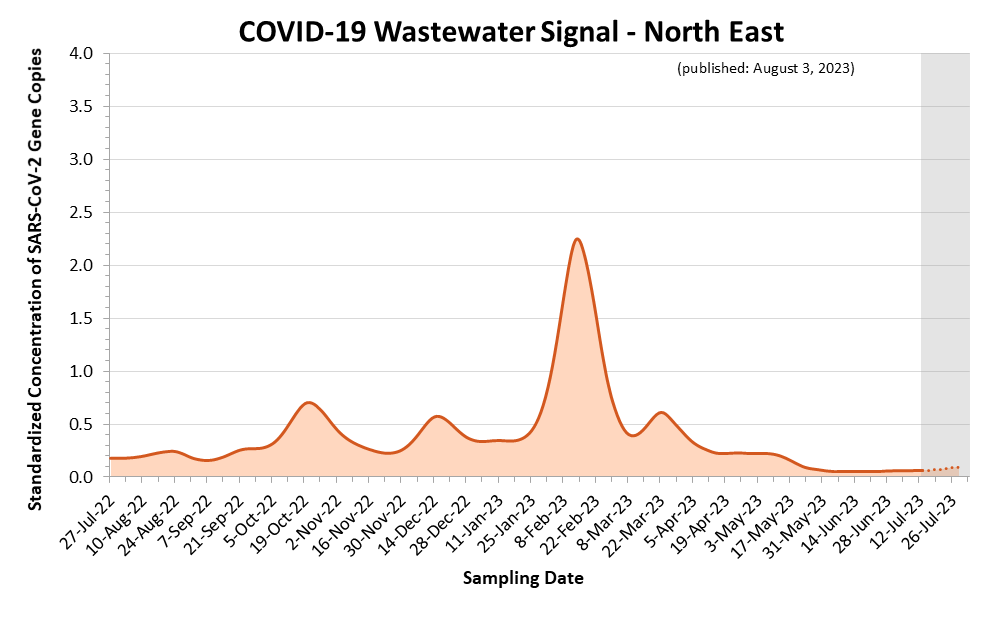 COVID-19 Wastewater Signal - North East
(published: August 3, 2023)
Standardized Concentration of SARS-CoV-2 Gene Copies
4.0
3.5
3.0
2.5
2.0
1.5
1.0
0.5
0.0
27-Jul-22
10-Aug-22
24-Aug-22
7-Sep-22
21-Sep-22
5-Oct-22
19-Oct-22
2-Nov-22
16-Nov-22
30-Nov-22
14-Dec-22
28-Dec-22
11-Jan-23
25-Jan-23
8-Feb-23
22-Feb-23
8-Mar-23
22-Mar-23
5-Apr-23
19-Apr-23
3-May-23
17-May-23
31-May-23
14-Jun-23
28-Jun-23
12-Jul-23
26-Jul-23
Sampling Date